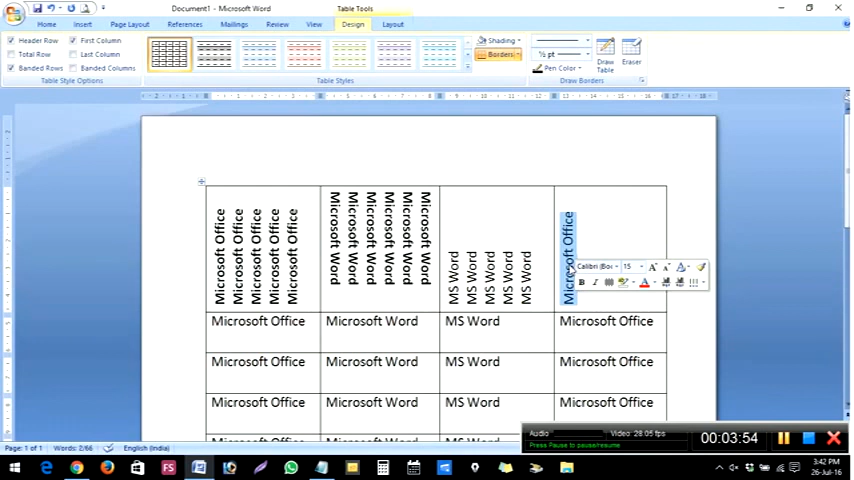 Document1 - Microsoft Word
Table Tools
Home Insert Page Layout References Mailings Review View Design Layout
Header Row First Column
Total Row Last Column
Banded Rows Banded Columns
Table Style Options
Table Styles
Shading
Borders
½ pt
Pen Color
Draw Table
Eraser
Draw Borders
Microsoft Office
Microsoft Office
Microsoft Office
Microsoft Office
Microsoft Office
Microsoft Word
Microsoft Word
Microsoft Word
Microsoft Word
Microsoft Word
Microsoft Word
MS Word
MS Word
MS Word
MS Word
MS Word
Microsoft Office
Calibri (Boc 15
Microsoft Office Microsoft Word MS Word Microsoft Office
Microsoft Office Microsoft Word MS Word Microsoft Office
Microsoft Office Microsoft Word MS Word Microsoft Office
Audio
Video: 28.05 fps
Press Pause to pause/resume
00:03:54
Page: 1 of 1 Words: 2/66 English (India)
3:42 PM
26-Jul-16